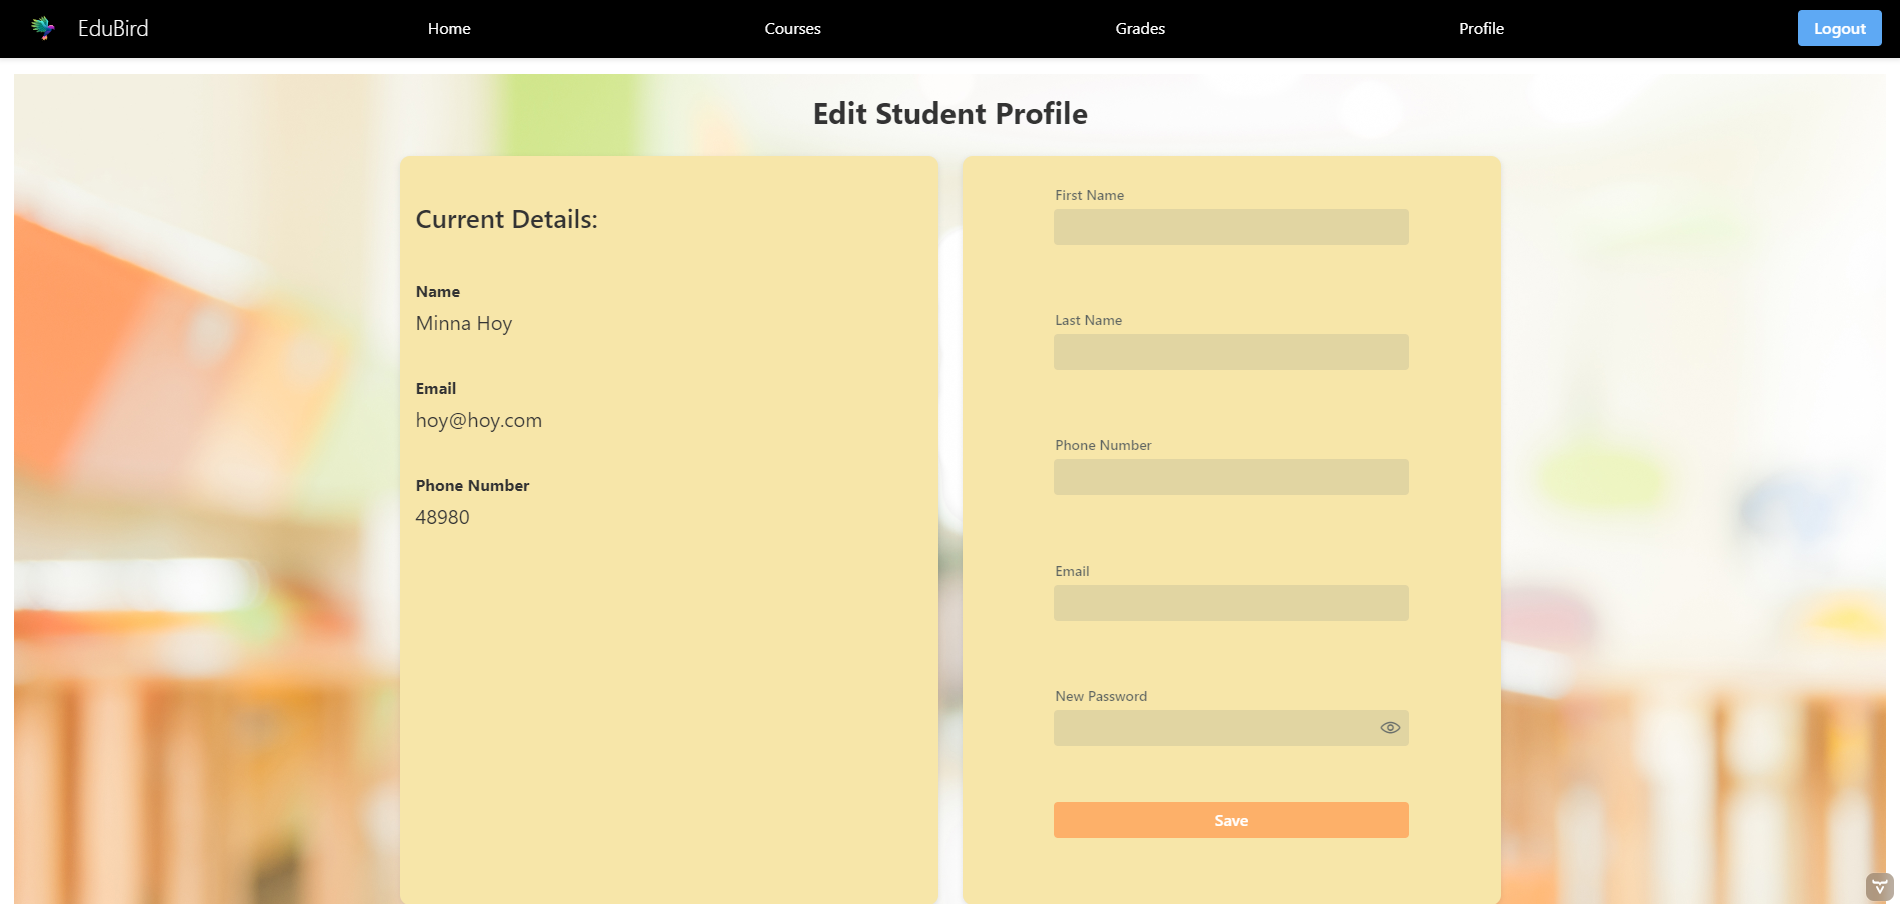 EduBird
Home
Courses
Grades
Profile
Logout
Edit Student Profile
Current Details:
Name
Minna Hoy
Email
hoy@hoy.com
Phone Number
48980
First Name
Last Name
Phone Number
Email
New Password
Save